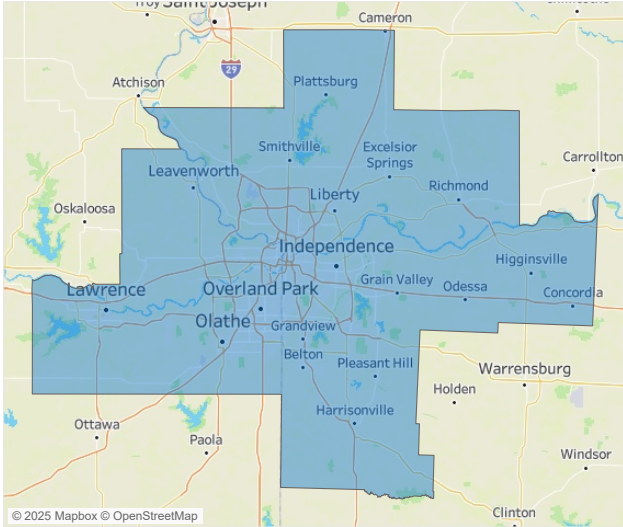 Troy
Saint Joseph
Cameron
29
Atchison
Plattsburg
Smithville
Excelsior
Springs
Carrollton
Leavenworth
Richmond
Liberty
Oskaloosa
Independence
Higginsville
Lawrence
Overland Park
Grain Valley
Odessa
Concordia
Olathe
Grandview
Belton
Pleasant Hill
Warrensburg
Holden
Harrisonville
Ottawa
Paola
Windsor
Clinton
© 2025 Mapbox © OpenStreetMap